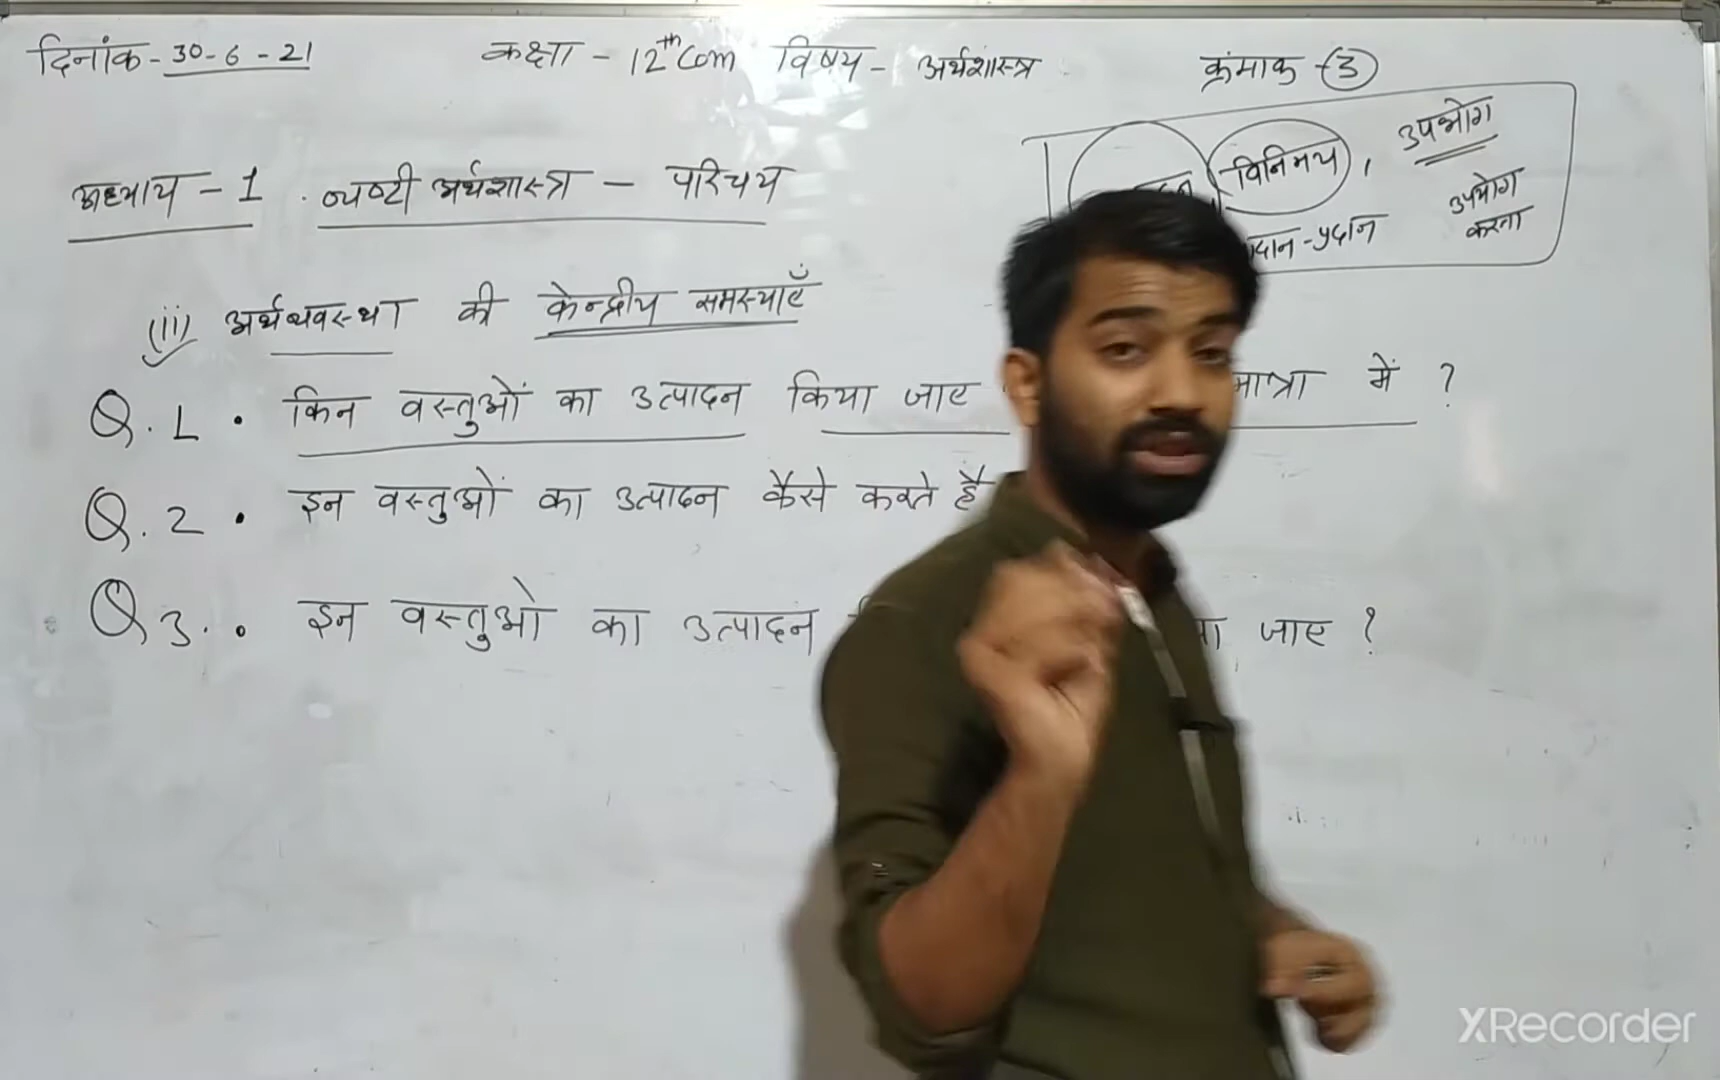 दिनांक - 30-6-21 कक्षा - 12th Com विषय - अर्थशास्त्र क्रंमाक -3
विनिमय, उपभोग
प्रदान उपभोग करना
अध्याय - 1 . व्यष्टी अर्थशास्त्र - परिचय
(ii) अर्थव्यवस्था की केन्द्रीय समस्याएँ
Q.1 . किन वस्तुओं का उत्पादन किया जाए मात्रा में ?
Q.2 . इन वस्तुओं का उत्पादन कैसे करते है
Q3. . इन वस्तुओ का उत्पादन जाए ?
XRecorder